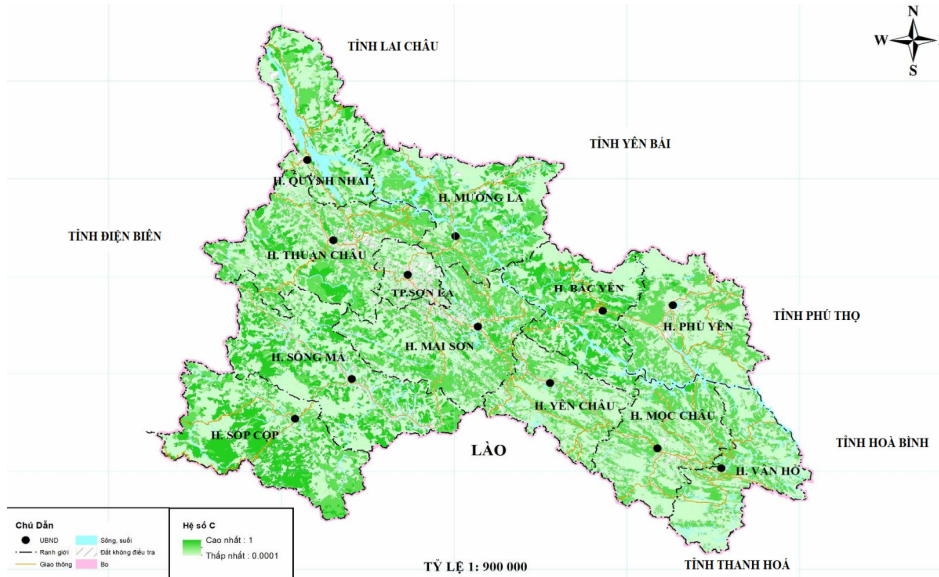 N
W
S
TỈNH LAI CHÂU
TỈNH YÊN BÁI
H. QUỲNH NHAI
H. MƯỜNG LA
TỈNH ĐIỆN BIÊN
H. THUẬN CHÂU
TP.SƠN LA
H. BẮC YÊN
TỈNH PHÚ THỌ
H. PHÙ YÊN
H. MAI SƠN
H. SÔNG MÃ
H. YÊN CHÂU
H. MỘC CHÂU
H. SỐP CỘP
LÀO
TỈNH HOÀ BÌNH
H. VÂN HỒ
Chú Dẫn
UBND
Ranh giới
Giao thông
Sông, suối
Đất không điều tra
Bo
Hệ số C
Cao nhất : 1
Thấp nhất : 0.0001
TỶ LỆ 1: 900 000
TỈNH THANH HOÁ